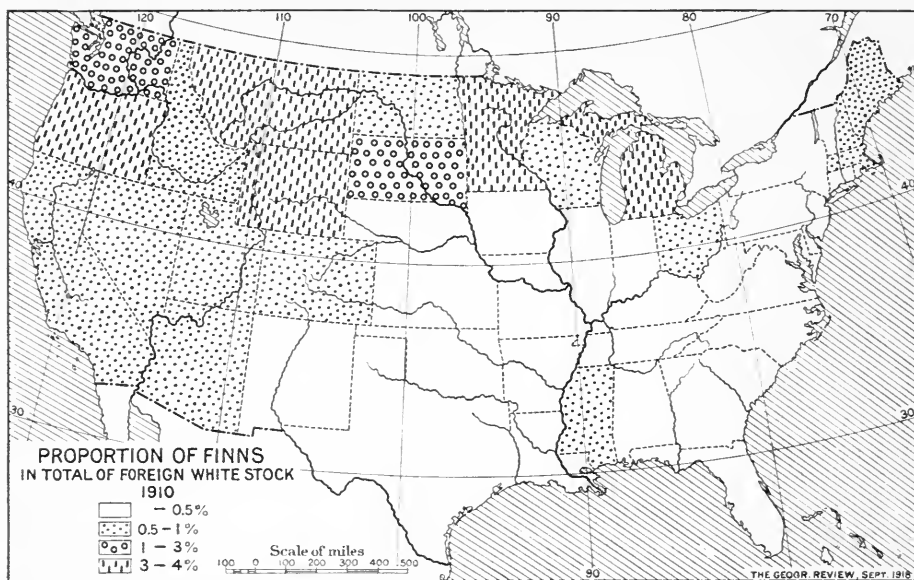 120 110 100 90 80 70
40 40
30 30
PROPORTION OF FINNS
IN TOTAL OF FOREIGN WHITE STOCK
1910
– 0.5%
0.5 – 1%
1 – 3%
3 – 4%
Scale of miles
100 0 100 200 300 400 500
90
THE GEOGR. REVIEW, SEPT. 1918